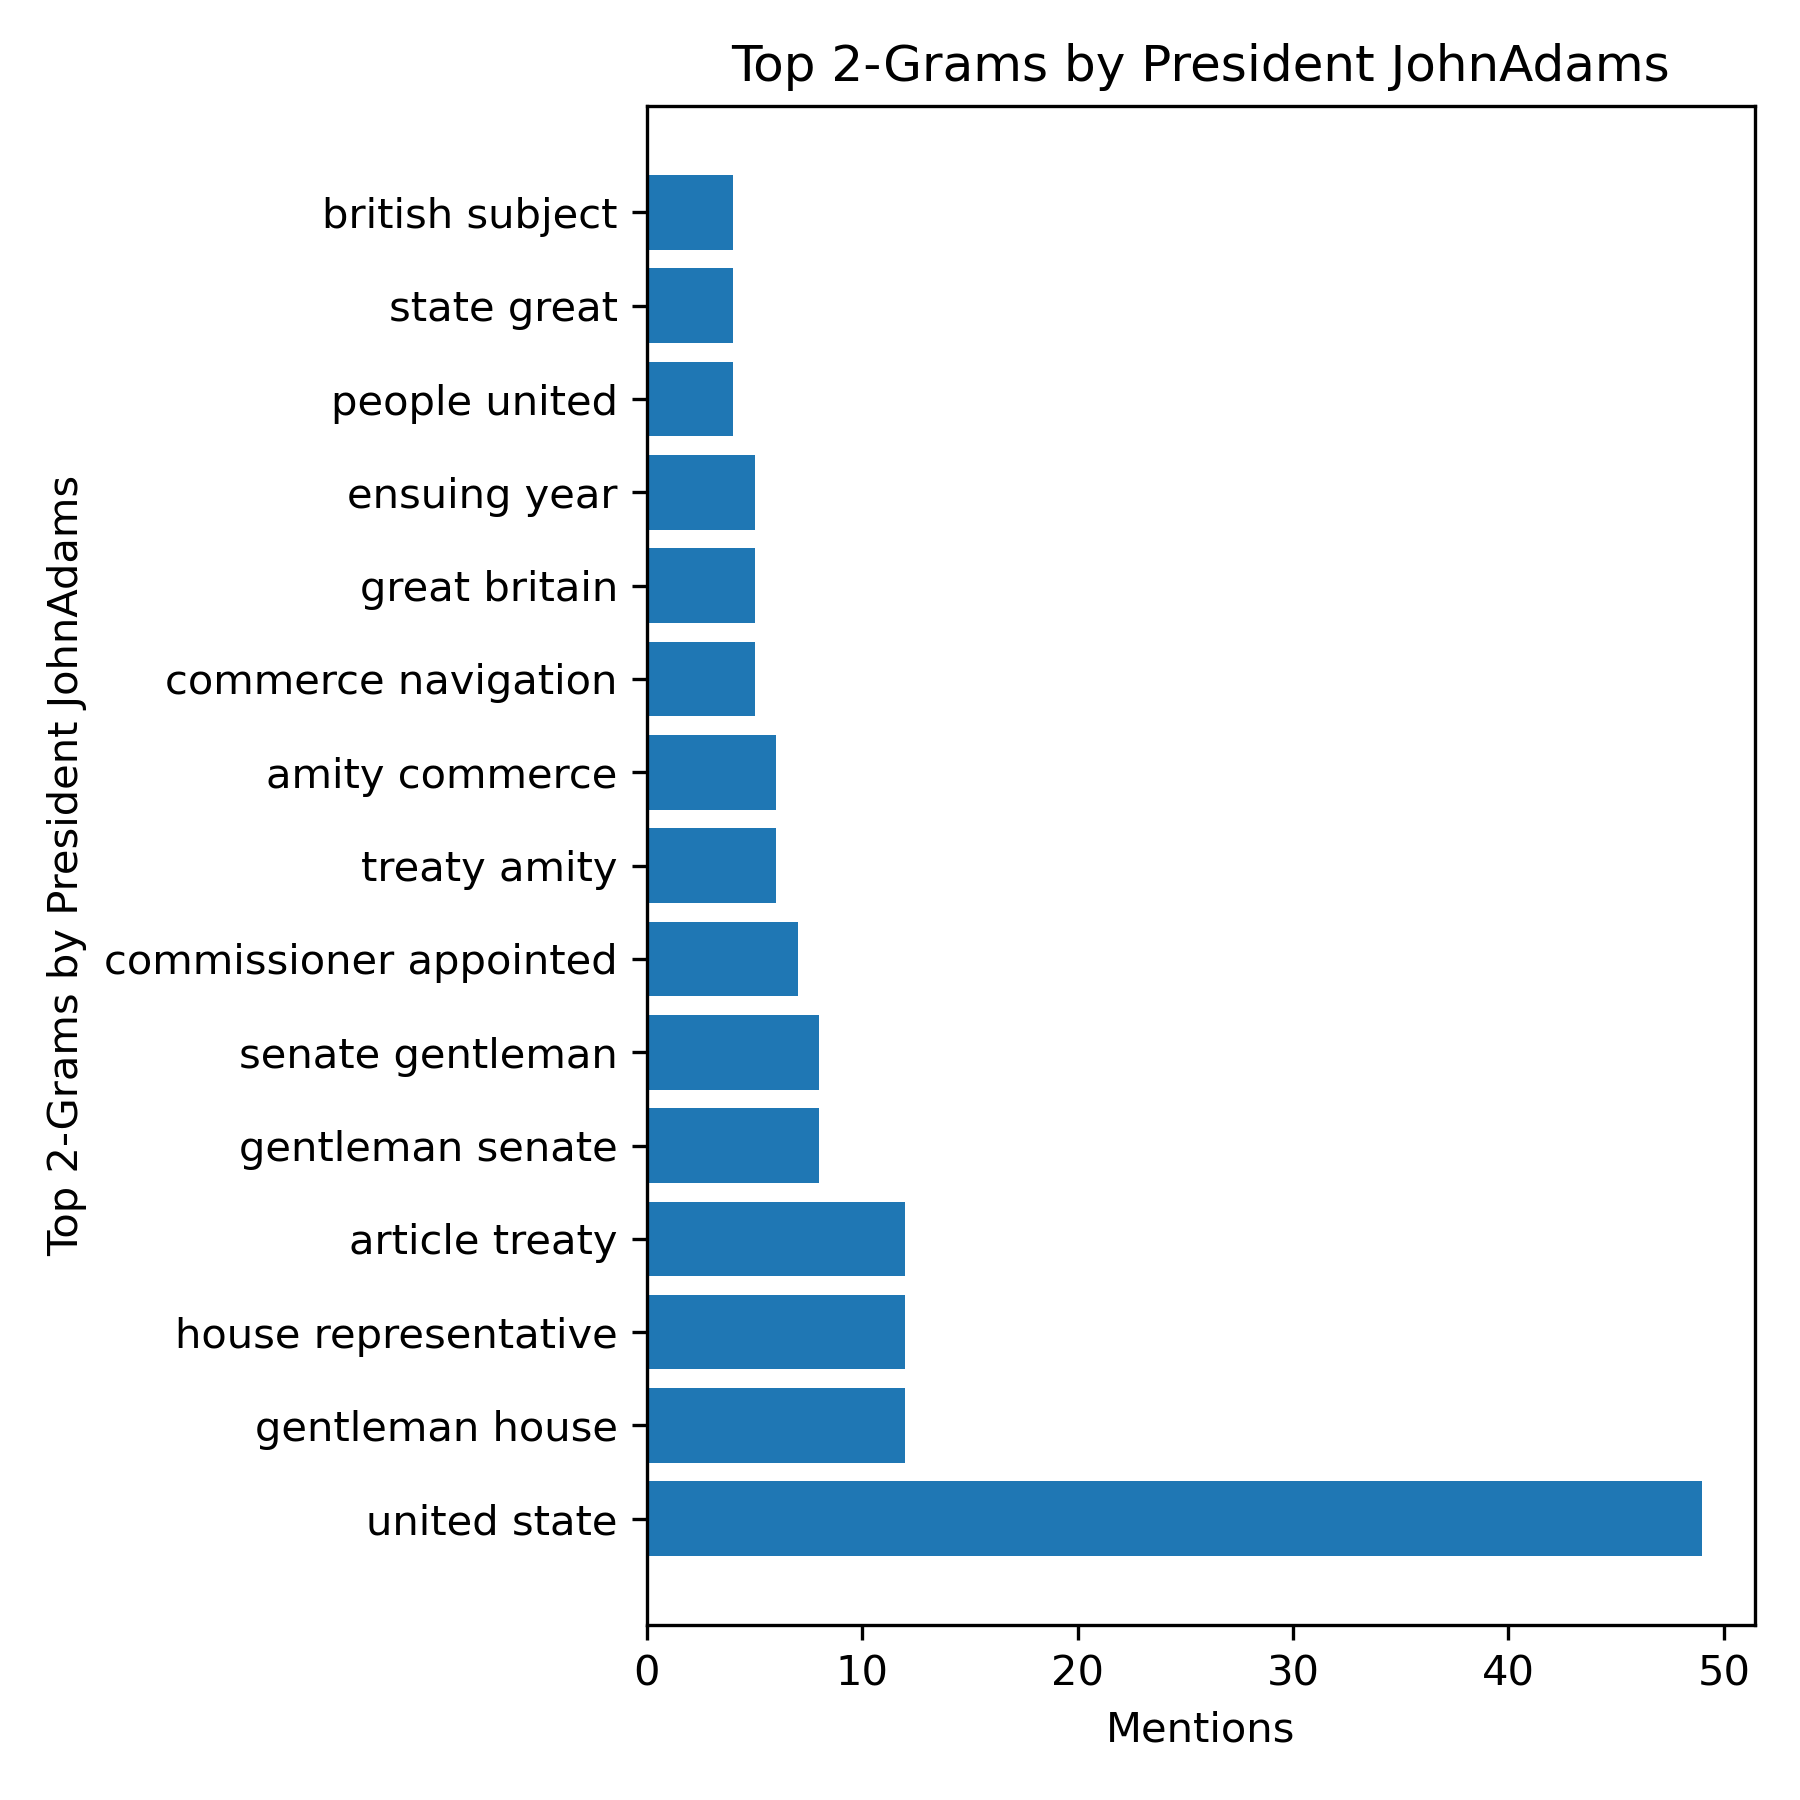 Top 2-Grams by President JohnAdams
Top 2-Grams by President JohnAdams
british subject
state great
people united
ensuing year
great britain
commerce navigation
amity commerce
treaty amity
commissioner appointed
senate gentleman
gentleman senate
article treaty
house representative
gentleman house
united state
0 10 20 30 40 50
Mentions